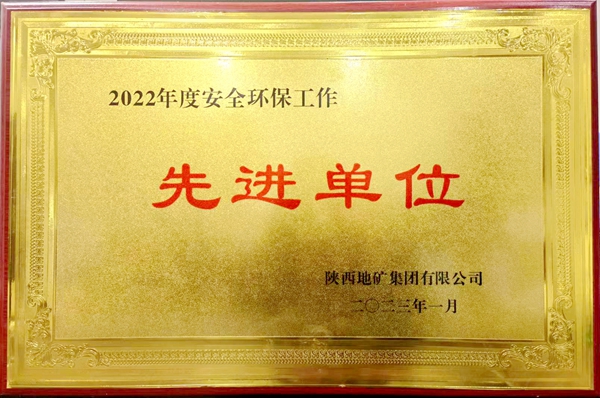 2022年度安全环保工作
先进单位
陕西地矿集团有限公司
二〇二三年一月